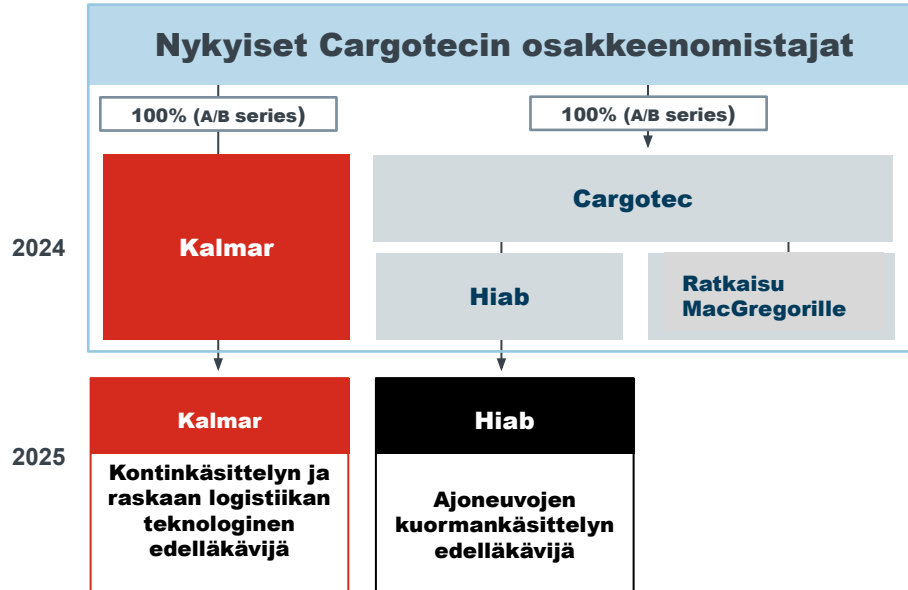 Nykyiset Cargotecin osakkeenomistajat
100% (A/B series)
100% (A/B series)
Cargotec
2024
Kalmar
Hiab
Ratkaisu
MacGregorille
Kalmar
Hiab
2025
Kontinkäsittelyn ja
raskaan logistiikan
teknologinen
edelläkävijä
Ajoneuvojen
kuormankäsittelyn
edelläkävijä